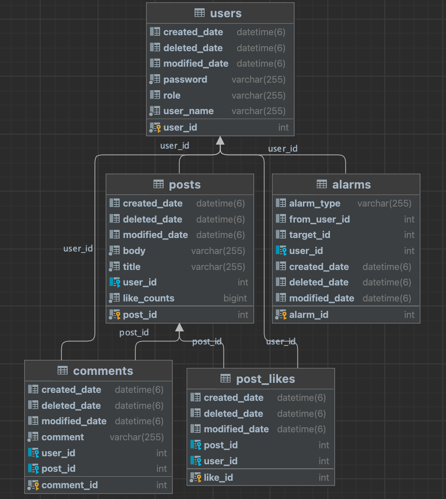 users
created_date datetime(6)
deleted_date datetime(6)
modified_date datetime(6)
password varchar(255)
role varchar(255)
user_name varchar(255)
user_id int
user_id
user_id
posts
created_date datetime(6)
deleted_date datetime(6)
modified_date datetime(6)
body varchar(255)
title varchar(255)
user_id int
like_counts bigint
post_id int
alarms
alarm_type varchar(255)
from_user_id int
target_id int
user_id int
created_date datetime(6)
deleted_date datetime(6)
modified_date datetime(6)
alarm_id int
user_id
post_id
post_id
user_id
comments
created_date datetime(6)
deleted_date datetime(6)
modified_date datetime(6)
comment varchar(255)
user_id int
post_id int
comment_id int
post_likes
created_date datetime(6)
deleted_date datetime(6)
modified_date datetime(6)
post_id int
user_id int
like_id int